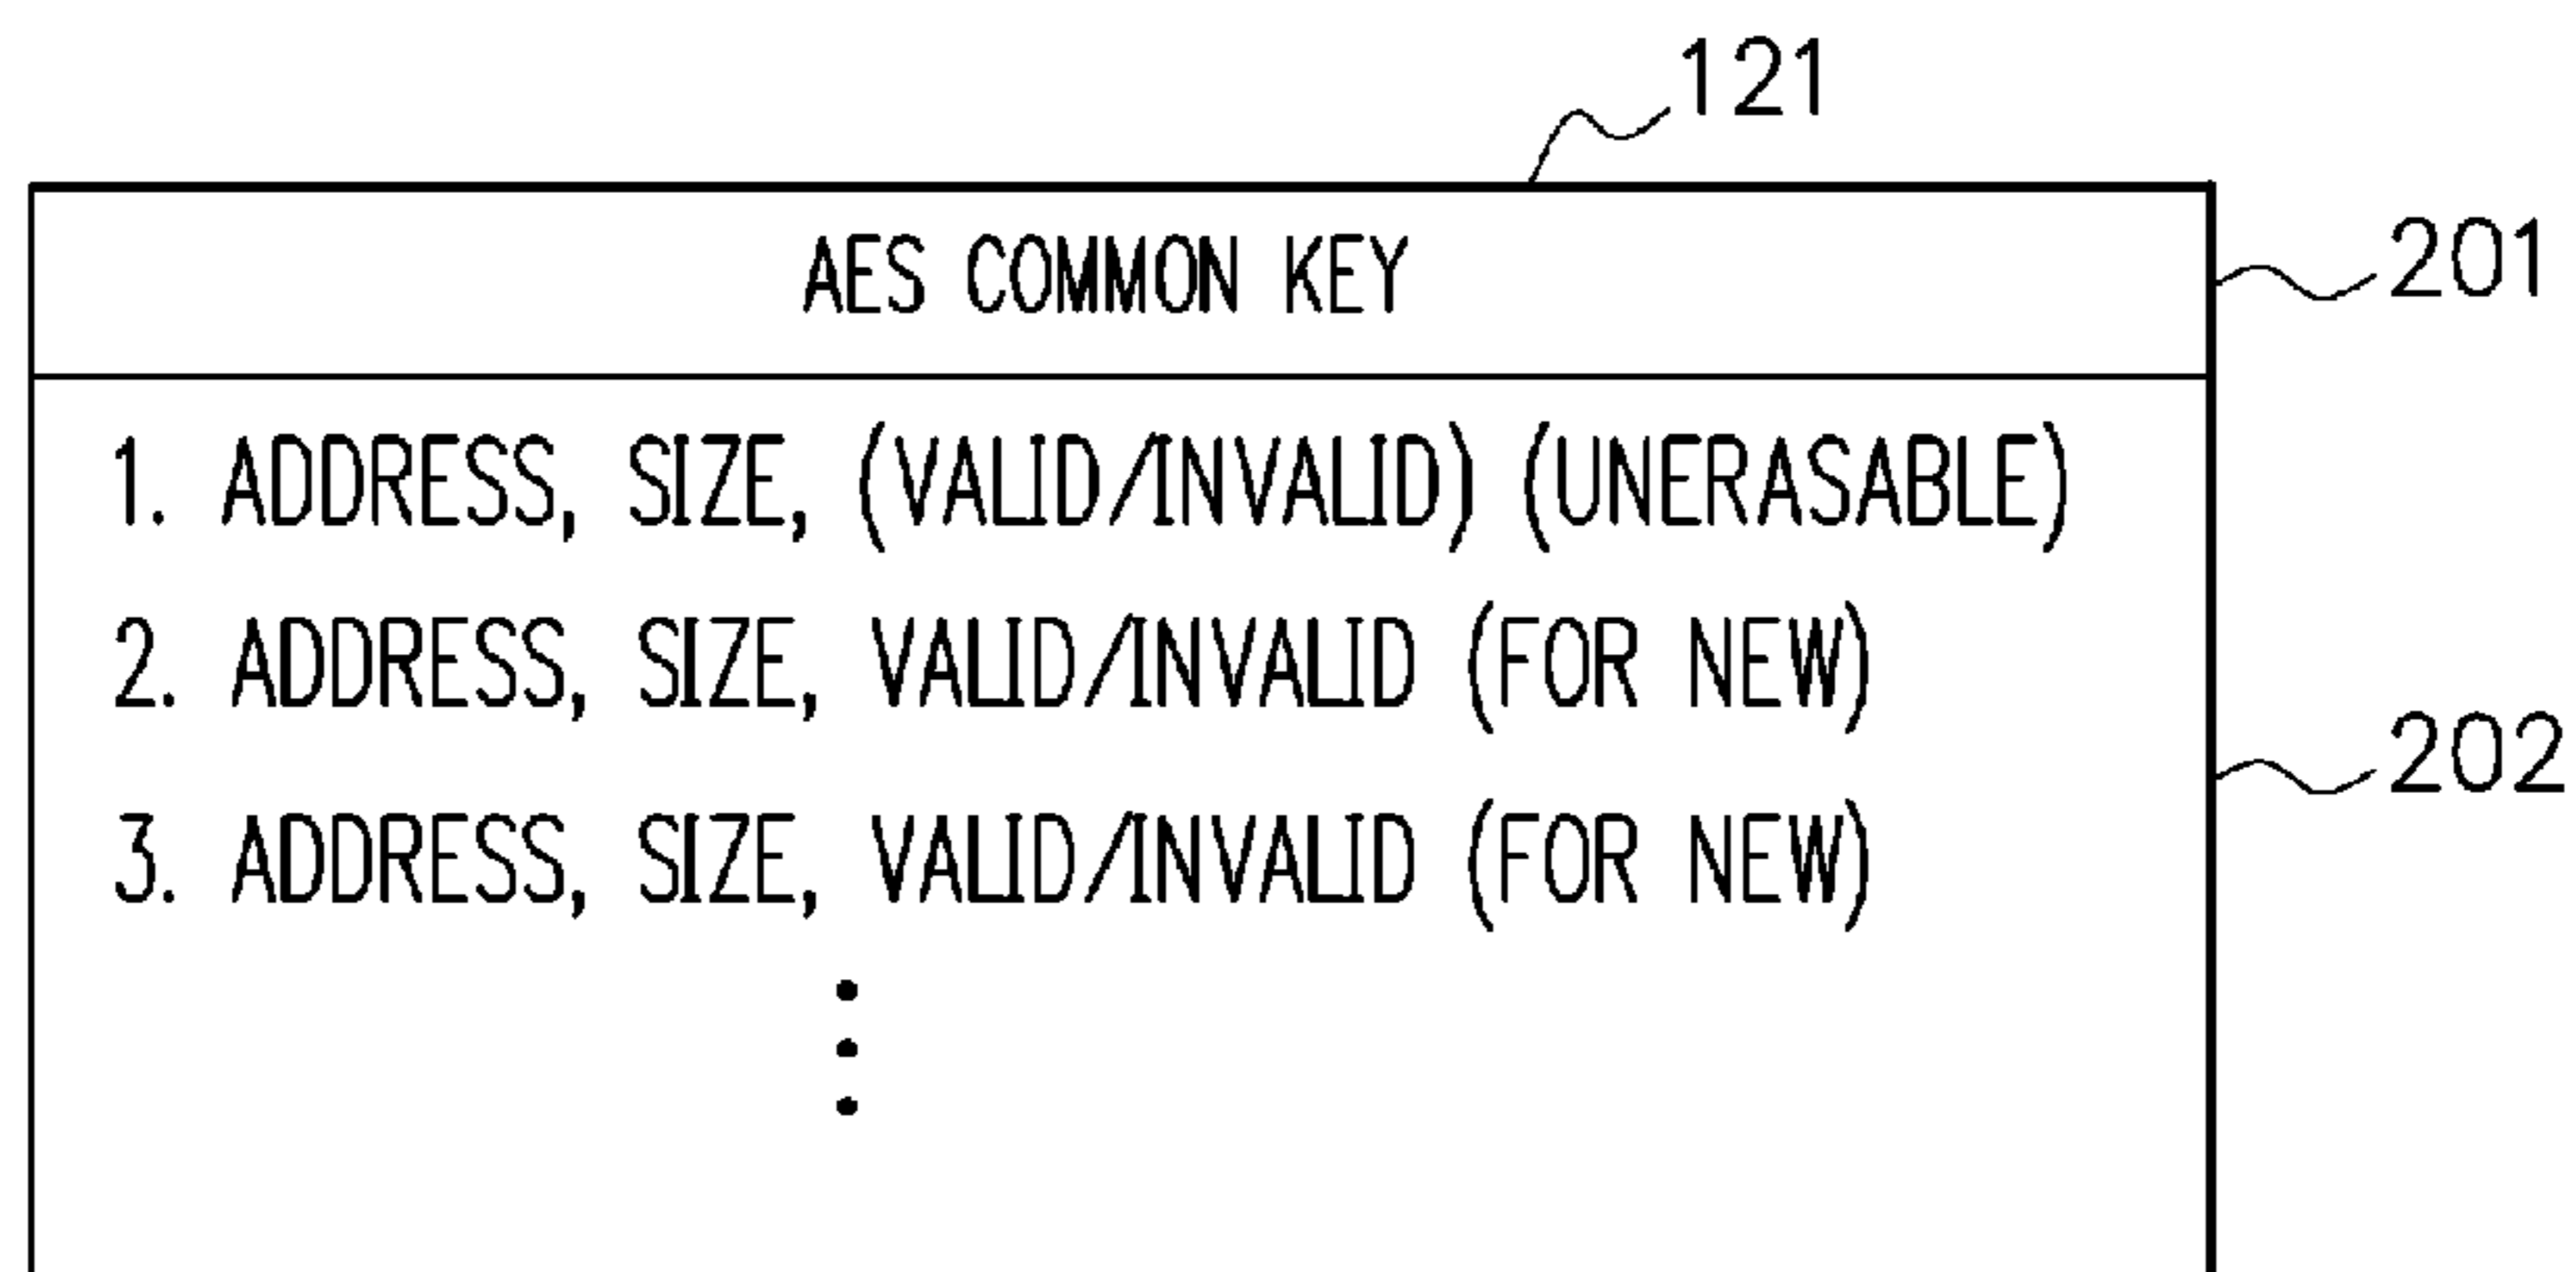 121
AES COMMON KEY
201
1. ADDRESS, SIZE, (VALID/INVALID) (UNERASABLE)
2. ADDRESS, SIZE, VALID/INVALID (FOR NEW)
202
3. ADDRESS, SIZE, VALID/INVALID (FOR NEW)